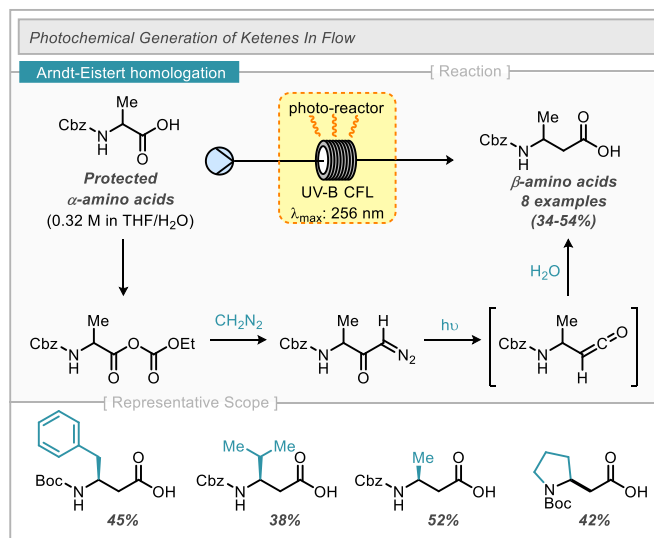 Photochemical Generation of Ketenes In Flow
Arndt-Eistert homologation
[ Reaction ]
Me
Cbz
N
H
O
OH
Protected
α-amino acids
(0.32 M in THF/H2O)
photo-reactor
UV-B CFL
λmax: 256 nm
Me
Cbz
N
H
O
OH
β-amino acids
8 examples
(34-54%)
H2O
Me
Cbz
N
H
O
O
O
OEt
CH2N2
Me
H
Cbz
N
H
O
N2
hυ
Me
O
Cbz
N
H
C
H
[ Representative Scope ]
Boc
N
H
O
OH
45%
Me
Me
Cbz
N
H
O
OH
38%
Me
Cbz
N
H
O
OH
52%
N
Boc
O
OH
42%